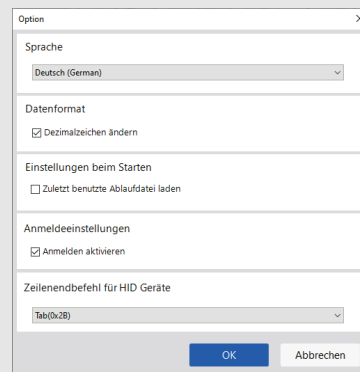 Option
Sprache
Deutsch (German)
Datenformat
Dezimalzeichen ändern
Einstellungen beim Starten
Zuletzt benutzte Ablaufdatei laden
Anmeldeeinstellungen
Anmelden aktivieren
Zeilenendbefehl für HID Geräte
Tab(0x2B)
OK Abbrechen